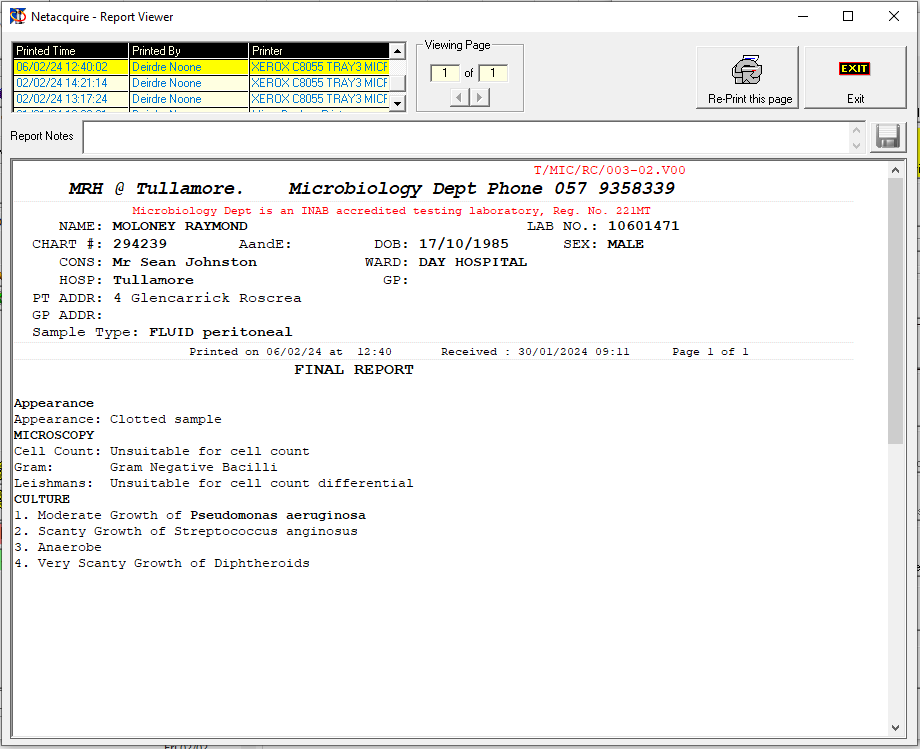 Netacquire - Report Viewer
Printed Time Printed By Printer
06/02/24 12:40:02 Deirdre Noone XEROX C8055 TRAY3 MICF
02/02/24 14:21:14 Deirdre Noone XEROX C8055 TRAY3 MICF
02/02/24 13:17:24 Deirdre Noone XEROX C8055 TRAY3 MICF
Viewing Page
1 of 1
Re-Print this page
EXIT
Exit
Report Notes
T/MIC/RC/003-02.V00
MRH @ Tullamore. Microbiology Dept Phone 057 9358339
Microbiology Dept is an INAB accredited testing laboratory, Reg. No. 221MT
NAME: MOLONEY RAYMOND LAB NO.: 10601471
CHART #: 294239 AandE: DOB: 17/10/1985 SEX: MALE
CONS: Mr Sean Johnston WARD: DAY HOSPITAL
HOSP: Tullamore GP:
PT ADDR: 4 Glencarrick Roscrea
GP ADDR:
Sample Type: FLUID peritoneal
Printed on 06/02/24 at 12:40 Received : 30/01/2024 09:11 Page 1 of 1
FINAL REPORT
Appearance
Appearance: Clotted sample
MICROSCOPY
Cell Count: Unsuitable for cell count
Gram: Gram Negative Bacilli
Leishmans: Unsuitable for cell count differential
CULTURE
1. Moderate Growth of Pseudomonas aeruginosa
2. Scanty Growth of Streptococcus anginosus
3. Anaerobe
4. Very Scanty Growth of Diphtheroids